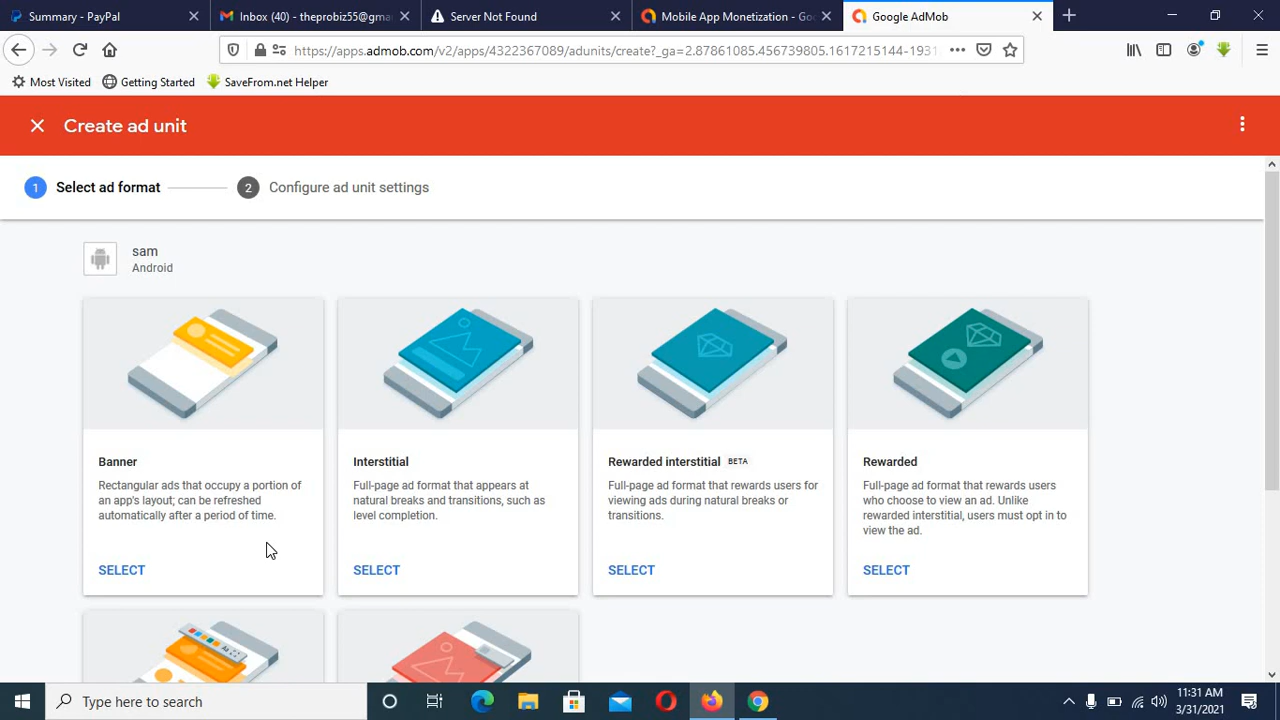 Summary - PayPal
Inbox (40) - theprobiz55@gmai
Server Not Found
Mobile App Monetization - Goo
Google AdMob
https://apps.admob.com/v2/apps/4322367089/adunits/create?_ga=2.87861085.456739805.1617215144-1931
Most Visited
Getting Started
SaveFrom.net Helper
Create ad unit
1 Select ad format
2 Configure ad unit settings
sam
Android
Banner
Rectangular ads that occupy a portion of
an app's layout; can be refreshed
automatically after a period of time.
SELECT
Interstitial
Full-page ad format that appears at
natural breaks and transitions, such as
level completion.
SELECT
Rewarded interstitial BETA
Full-page ad format that rewards users for
viewing ads during natural breaks or
transitions.
SELECT
Rewarded
Full-page ad format that rewards users
who choose to view an ad. Unlike
rewarded interstitial, users must opt in to
view the ad.
SELECT
Type here to search
11:31 AM
3/31/2021